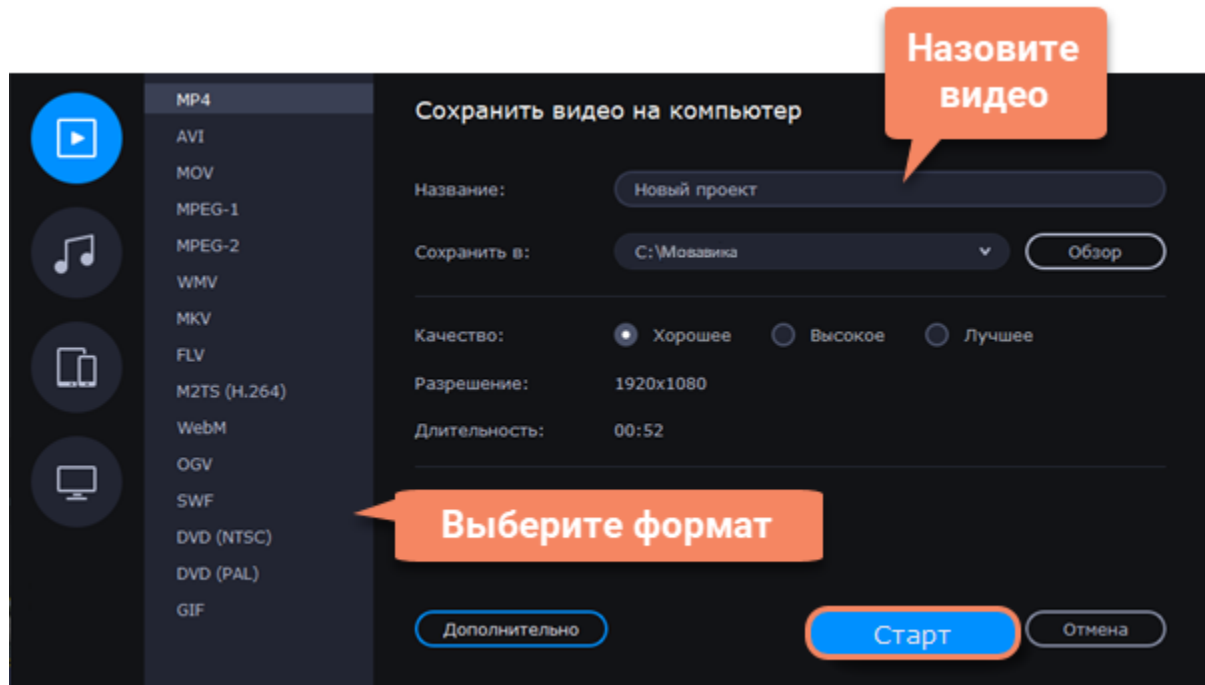 Назовите
видео
MP4
AVI
MOV
MPEG-1
MPEG-2
WMV
MKV
FLV
M2TS (H.264)
WebM
OGV
SWF
DVD (NTSC)
DVD (PAL)
GIF
Сохранить видео на компьютер
Название: Новый проект
Сохранить в: C:\Мовавика Обзор
Качество: Хорошее Высокое Лучшее
Разрешение: 1920x1080
Длительность: 00:52
Выберите формат
Дополнительно Старт Отмена